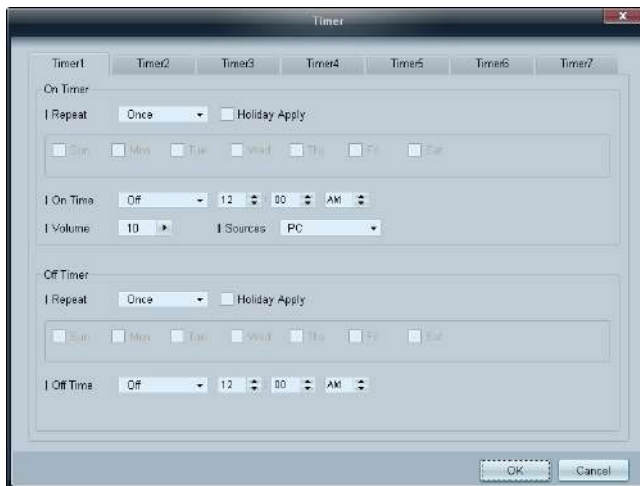 Timer
Timer1 Timer2 Timer3 Timer4 Timer5 Timer6 Timer7
On Timer
Repeat Once Holiday Apply
Sun Mon Tue Wed Thu Fri Sat
On Time Off 12 00 AM
Volume 10 Sources PC
Off Timer
Repeat Once Holiday Apply
Sun Mon Tue Wed Thu Fri Sat
Off Time Off 12 00 AM
OK Cancel